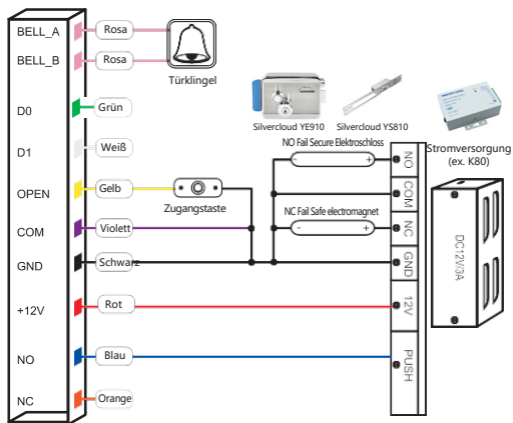 BELL_A
Rosa
BELL_B
Rosa
Türklingel
D0
Grün
D1
Weiß
OPEN
Gelb
Zugangstaste
COM
Violett
GND
Schwarz
+12V
Rot
NO
Blau
NC
Orange
Silvercloud YE910
Silvercloud YS810
Stromversorgung
(ex. K80)
NO Fail Secure Elektroschloss
- +
NC Fail Safe electromagnet
- +
NO
COM
NC
GND
12V
PUSH
DC12V/3A